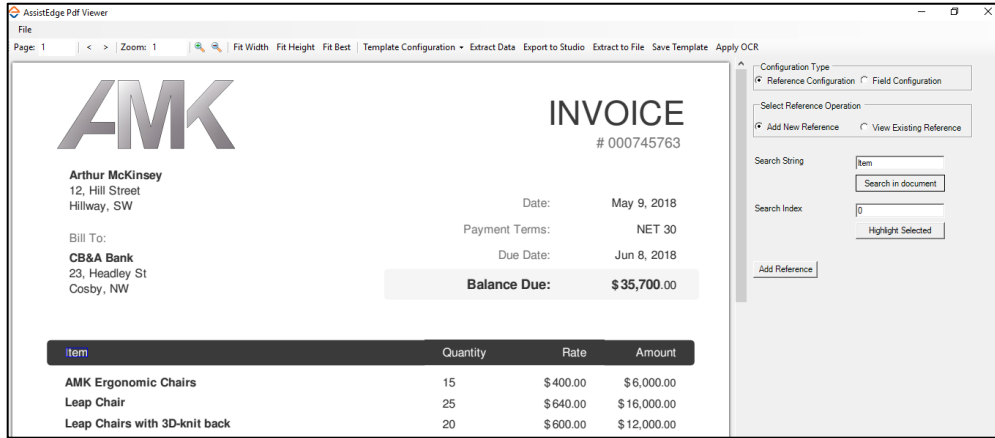 AssistEdge Pdf Viewer
File
Page: 1 < > Zoom: 1 Fit Width Fit Height Fit Best Template Configuration Extract Data Export to Studio Extract to File Save Template Apply OCR
AMK
INVOICE
# 000745763
Arthur McKinsey
12, Hill Street
Hillway, SW
Bill To:
CB&A Bank
23, Headley St
Cosby, NW
Date: May 9, 2018
Payment Terms: NET 30
Due Date: Jun 8, 2018
Balance Due: $35,700.00
Item Quantity Rate Amount
AMK Ergonomic Chairs 15 $400.00 $6,000.00
Leap Chair 25 $640.00 $16,000.00
Leap Chairs with 3D-knit back 20 $600.00 $12,000.00
Configuration Type
Reference Configuration Field Configuration
Select Reference Operation
Add New Reference View Existing Reference
Search String Item
Search in document
Search Index 0
Highlight Selected
Add Reference